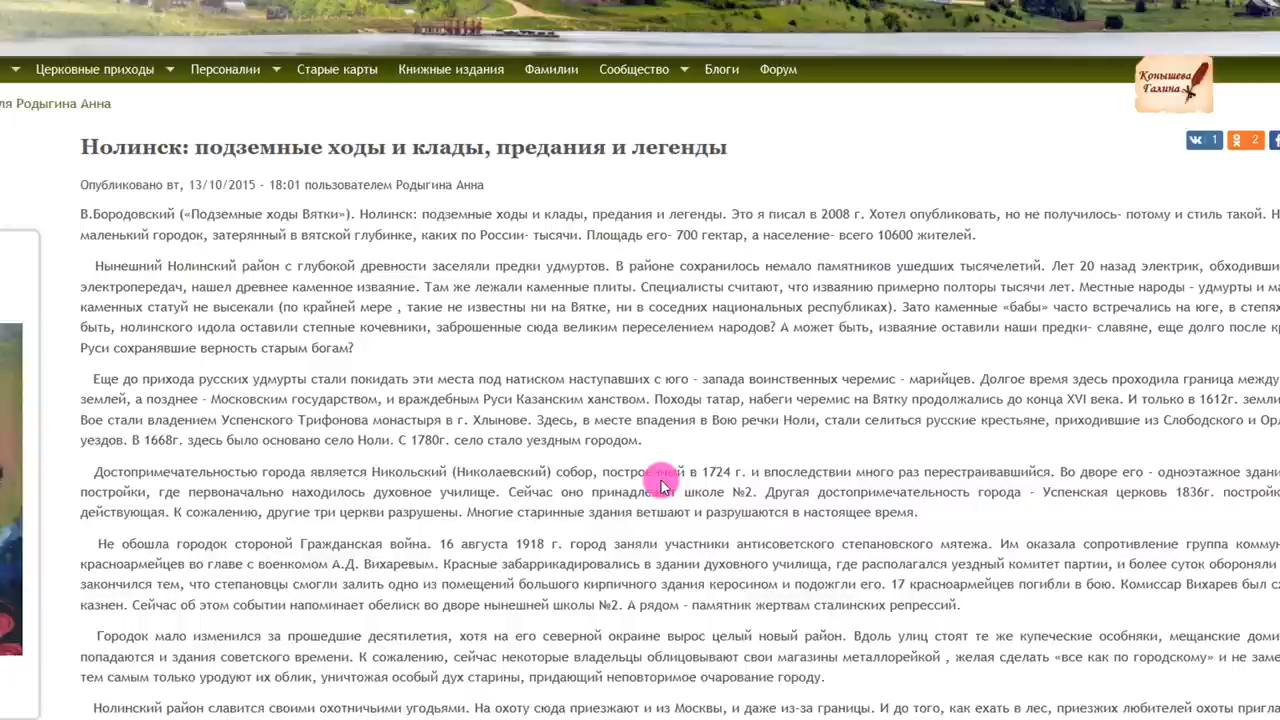 Церковные приходы Персоналии Старые карты Книжные издания Фамилии Сообщество Блоги Форум
Конышева
Галина
ля Родыгина Анна
Нолинск: подземные ходы и клады, предания и легенды
1 2
Опубликовано вт, 13/10/2015 - 18:01 пользователем Родыгина Анна
В.Бородовский («Подземные ходы Вятки»). Нолинск: подземные ходы и клады, предания и легенды. Это я писал в 2008 г. Хотел опубликовать, но не получилось- потому и стиль такой. Н
маленький городок, затерянный в вятской глубинке, каких по России- тысячи. Площадь его- 700 гектар, а население- всего 10600 жителей.
Нынешний Нолинский район с глубокой древности заселяли предки удмуртов. В районе сохранилось немало памятников ушедших тысячелетий. Лет 20 назад электрик, обходивши
электропередач, нашел древнее каменное изваяние. Там же лежали каменные плиты. Специалисты считают, что изваянию примерно полторы тысячи лет. Местные народы - удмурты и ма
каменных статуй не высекали (по крайней мере , такие не известны ни на Вятке, ни в соседних национальных республиках). Зато каменные «бабы» часто встречались на юге, в степях
быть, нолинского идола оставили степные кочевники, заброшенные сюда великим переселением народов? А может быть, изваяние оставили наши предки- славяне, еще долго после кр
Руси сохранявшие верность старым богам?
Еще до прихода русских удмурты стали покидать эти места под натиском наступавших с юго - запада воинственных черемис - марийцев. Долгое время здесь проходила граница между
землей, а позднее - Московским государством, и враждебным Руси Казанским ханством. Походы татар, набеги черемис на Вятку продолжались до конца XVI века. И только в 1612г. земли
Вое стали владением Успенского Трифонова монастыря в г. Хлынове. Здесь, в месте впадения в Вою речки Ноли, стали селиться русские крестьяне, приходившие из Слободского и Ор
уездов. В 1668г. здесь было основано село Ноли. С 1780г. село стало уездным городом.
Достопримечательностью города является Никольский (Николаевский) собор, построенный в 1724 г. и впоследствии много раз перестраивавшийся. Во дворе его - одноэтажное здани
постройки, где первоначально находилось духовное училище. Сейчас оно принадлежит школе №2. Другая достопримечательность города - Успенская церковь 1836г. постройк
действующая. К сожалению, другие три церкви разрушены. Многие старинные здания ветшают и разрушаются в настоящее время.
Не обошла городок стороной Гражданская война. 16 августа 1918 г. город заняли участники антисоветского степановского мятежа. Им оказала сопротивление группа комму
красноармейцев во главе с военкомом А.Д. Вихаревым. Красные забаррикадировались в здании духовного училища, где располагался уездный комитет партии, и более суток обороняли
закончился тем, что степановцы смогли залить одно из помещений большого кирпичного здания керосином и подожгли его. 17 красноармейцев погибли в бою. Комиссар Вихарев был сх
казнен. Сейчас об этом событии напоминает обелиск во дворе нынешней школы №2. А рядом - памятник жертвам сталинских репрессий.
Городок мало изменился за прошедшие десятилетия, хотя на его северной окраине вырос целый новый район. Вдоль улиц стоят те же купеческие особняки, мещанские доми
попадаются и здания советского времени. К сожалению, сейчас некоторые владельцы облицовывают свои магазины металлорейкой , желая сделать «все как по городскому» и не заме
тем самым только уродуют их облик, уничтожая особый дух старины, придающий неповторимое очарование городу.
Нолинский район славится своими охотничьими угодьями. На охоту сюда приезжают и из Москвы, и даже из-за границы. И до того, как ехать в лес, приезжих любителей охоты пригла